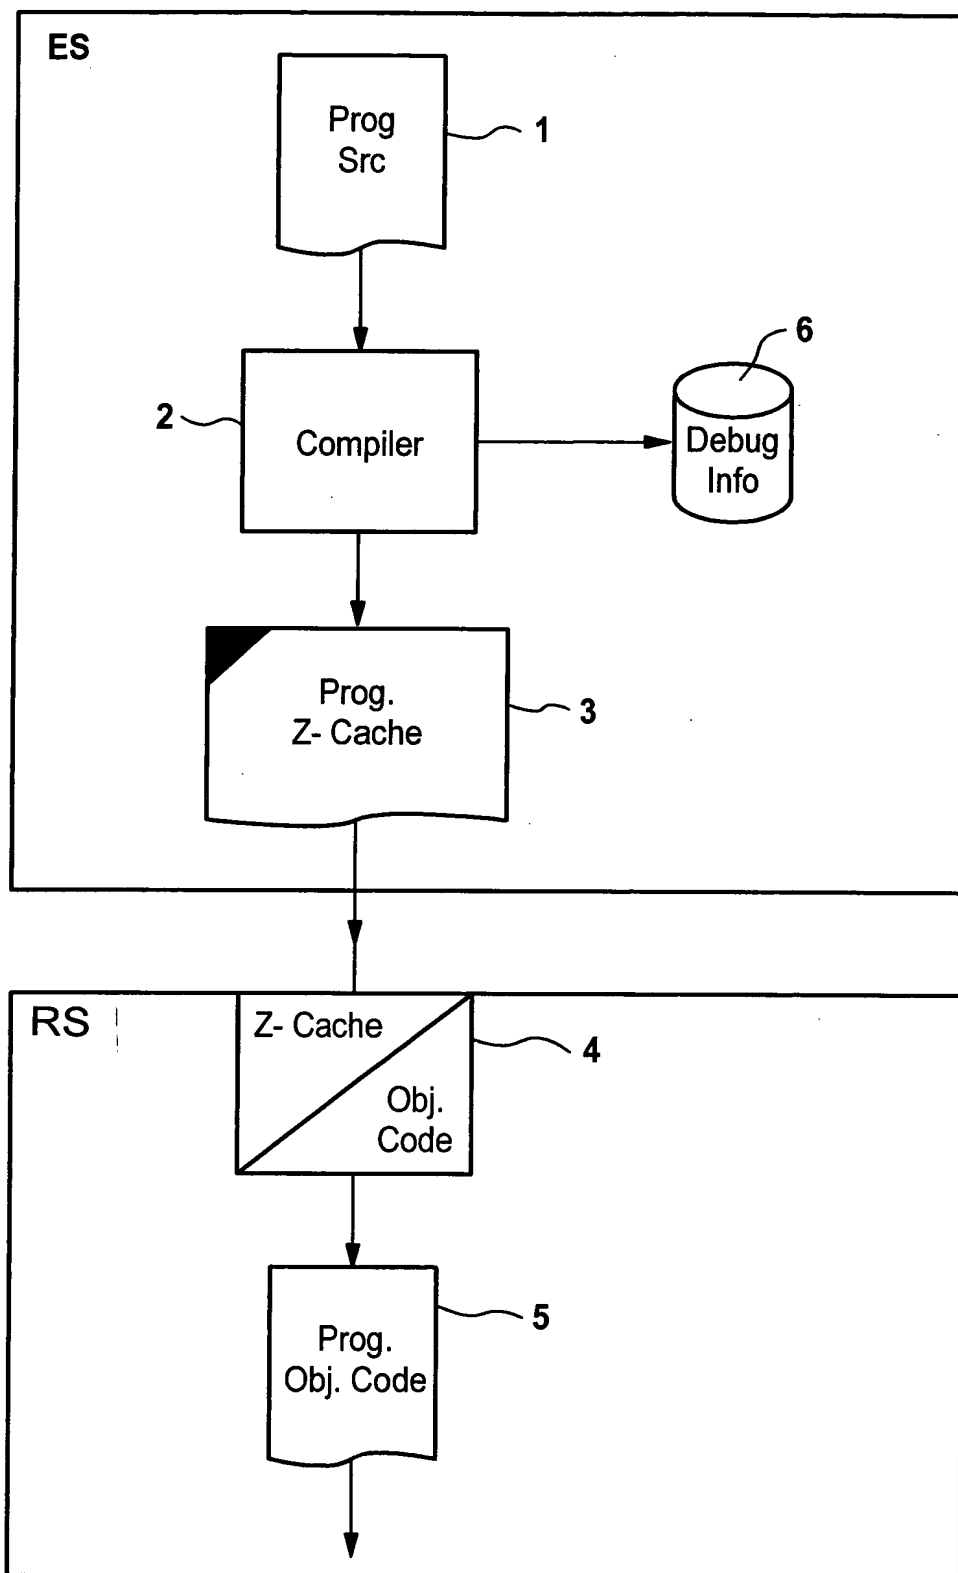 ES
Prog
Src
1
6
2
Compiler
Debug
Info
Prog.
Z- Cache
3
RS
Z- Cache
4
Obj.
Code
5
Prog.
Obj. Code